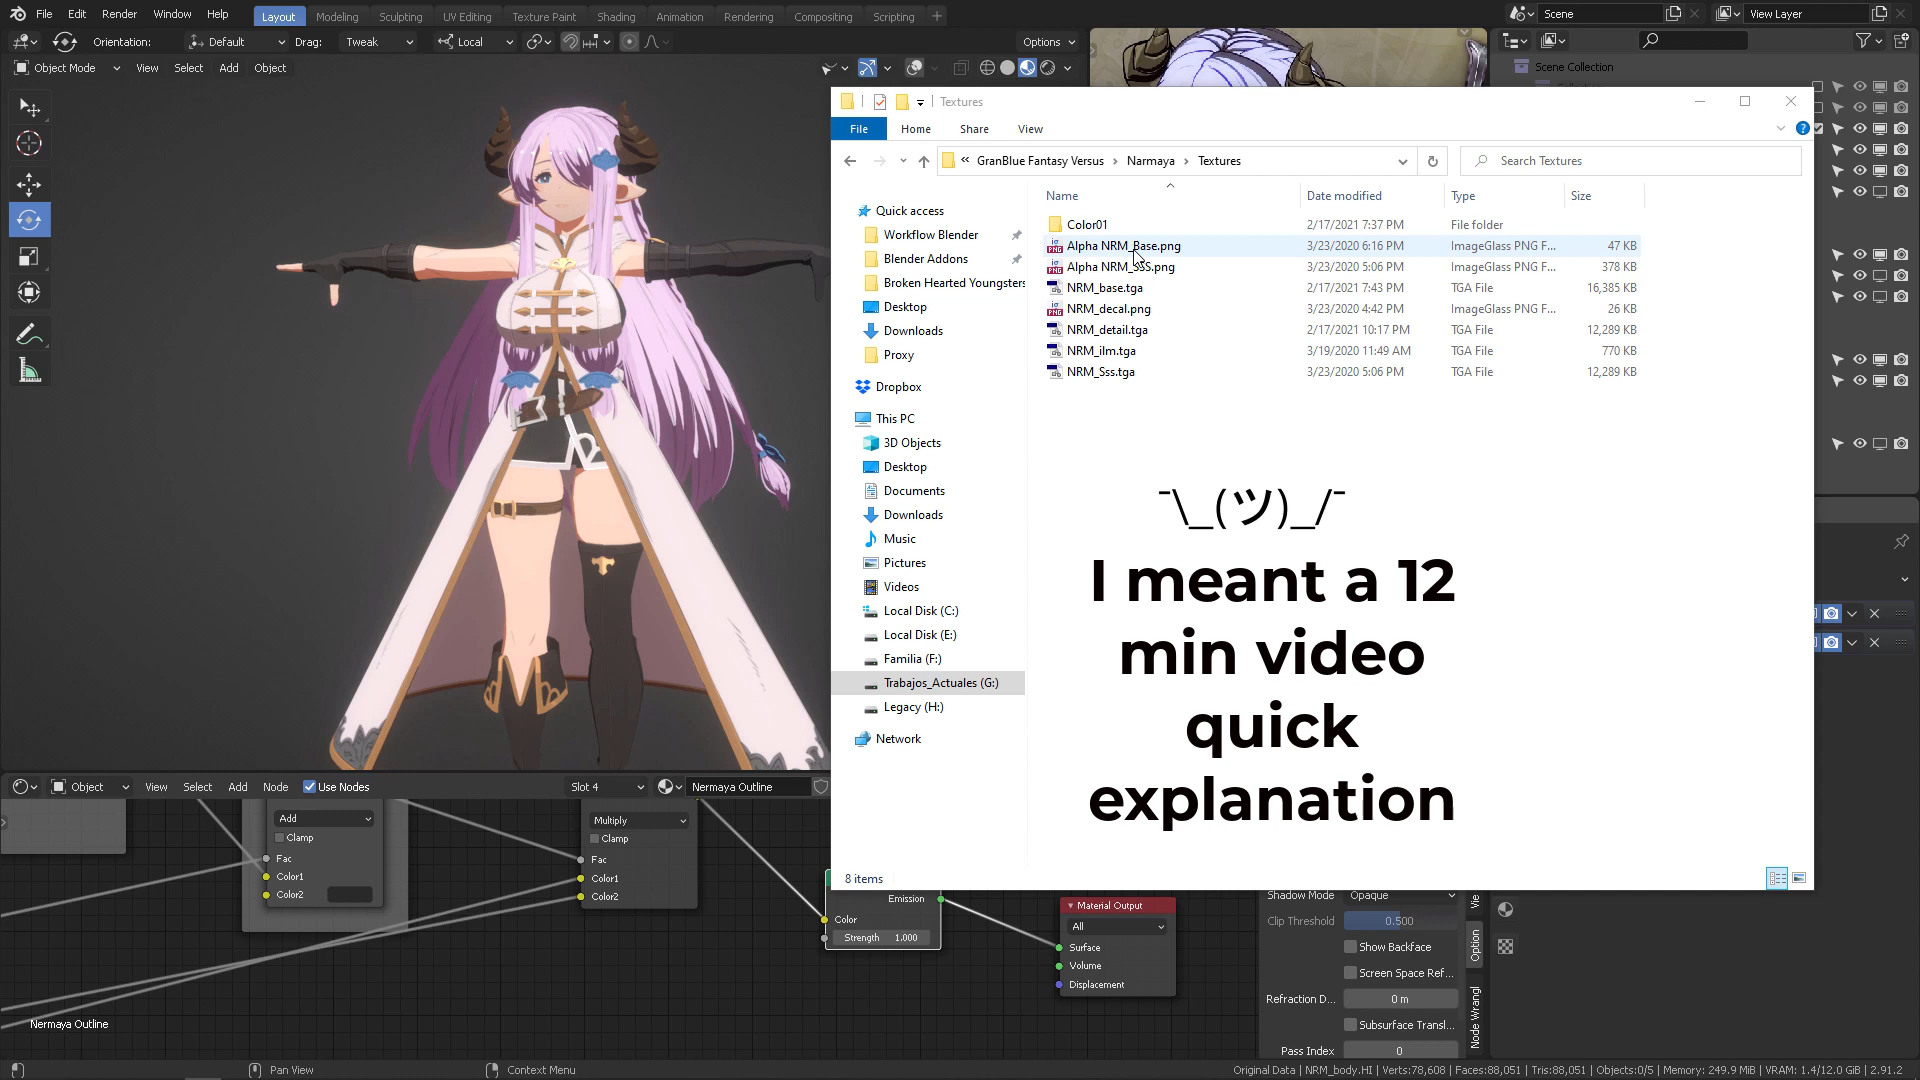 File Edit Render Window Help Layout Modeling Sculpting UV Editing Texture Paint Shading Animation Rendering Compositing Scripting + Scene View Layer
Orientation: Default Drag: Tweak Local Options
Object Mode View Select Add Object
Scene Collection
Textures
File Home Share View
« GranBlue Fantasy Versus › Narmaya › Textures Search Textures
Name Date modified Type Size
Color01 2/17/2021 7:37 PM File folder
Alpha NRM_Base.png 3/23/2020 6:16 PM ImageGlass PNG F... 47 KB
Alpha NRM_SSS.png 3/23/2020 5:06 PM ImageGlass PNG F... 378 KB
NRM_base.tga 2/17/2021 7:43 PM TGA File 16,385 KB
NRM_decal.png 3/23/2020 4:42 PM ImageGlass PNG F... 26 KB
NRM_detail.tga 2/17/2021 10:17 PM TGA File 12,289 KB
NRM_ilm.tga 3/19/2020 11:49 AM TGA File 770 KB
NRM_Sss.tga 3/23/2020 5:06 PM TGA File 12,289 KB
Quick access
Workflow Blender
Blender Addons
Broken Hearted Youngsters
Desktop
Downloads
Proxy
Dropbox
This PC
3D Objects
Desktop
Documents
Downloads
Music
Pictures
Videos
Local Disk (C:)
Local Disk (E:)
Familia (F:)
Trabajos_Actuales (G:)
Legacy (H:)
Network
8 items
¯\_(ツ)_/¯
I meant a 12
min video
quick
explanation
Object View Select Add Node Use Nodes Slot 4 Nermaya Outline
Add
Clamp
Fac
Color1
Color2
Multiply
Clamp
Fac
Color1
Color2
Emission
Color
Strength 1.000
Material Output
All
Surface
Volume
Displacement
Shadow Mode Opaque
Clip Threshold 0.500
Show Backface
Screen Space Ref...
Refraction D... 0 m
Subsurface Transl...
Pass Index 0
Option
Node Wrangl
Nermaya Outline
Pan View Context Menu Original Data | NRM_body.HI | Verts:78,608 | Faces:88,051 | Tris:88,051 | Objects:0/5 | Memory: 249.9 MiB | VRAM: 1.4/12.0 GiB | 2.91.2